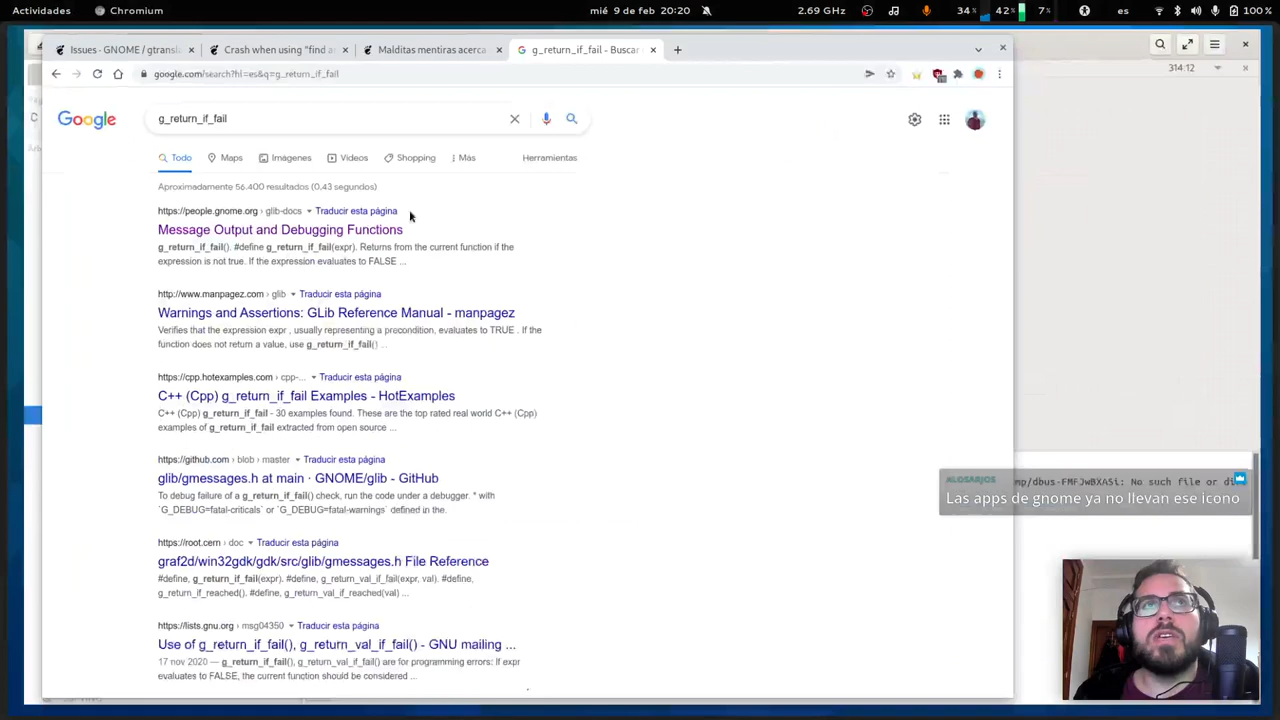 Actividades
Chromium
mié 9 de feb 20:20
2.69 GHz
34 %
42 %
7 %
es
100 %
Issues · GNOME / gtransl
Crash when using "find a
Malditas mentiras acerca
g_return_if_fail - Buscar
google.com/search?hl=es&q=g_return_if_fail
314:12
Google
g_return_if_fail
Todo
Maps
Imágenes
Vídeos
Shopping
Más
Herramientas
Aproximadamente 56.400 resultados (0,43 segundos)
https://people.gnome.org › glib-docs Traducir esta página
Message Output and Debugging Functions
g_return_if_fail(). #define g_return_if_fail(expr). Returns from the current function if the
expression is not true. If the expression evaluates to FALSE ...
http://www.manpagez.com › glib Traducir esta página
Warnings and Assertions: GLib Reference Manual - manpagez
Verifies that the expression expr , usually representing a precondition, evaluates to TRUE . If the
function does not return a value, use g_return_if_fail() ...
https://cpp.hotexamples.com › cpp-... Traducir esta página
C++ (Cpp) g_return_if_fail Examples - HotExamples
C++ (Cpp) g_return_if_fail - 30 examples found. These are the top rated real world C++ (Cpp)
examples of g_return_if_fail extracted from open source ...
https://github.com › blob › master Traducir esta página
glib/gmessages.h at main · GNOME/glib - GitHub
To debug failure of a g_return_if_fail() check, run the code under a debugger. * with
`G_DEBUG=fatal-criticals` or `G_DEBUG=fatal-warnings` defined in the.
https://root.cern › doc Traducir esta página
graf2d/win32gdk/gdk/src/glib/gmessages.h File Reference
#define, g_return_if_fail(expr). #define, g_return_val_if_fail(expr, val). #define,
g_return_if_reached(). #define, g_return_val_if_reached(val) ...
https://lists.gnu.org › msg04350 Traducir esta página
Use of g_return_if_fail(), g_return_val_if_fail() - GNU mailing ...
17 nov 2020 — g_return_if_fail(), g_return_val_if_fail() are for programming errors: If expr
evaluates to FALSE, the current function should be considered ...
ALOSARJOS
mp/dbus-FMFJwBXASi: No such file or di
Las apps de gnome ya no llevan ese icono